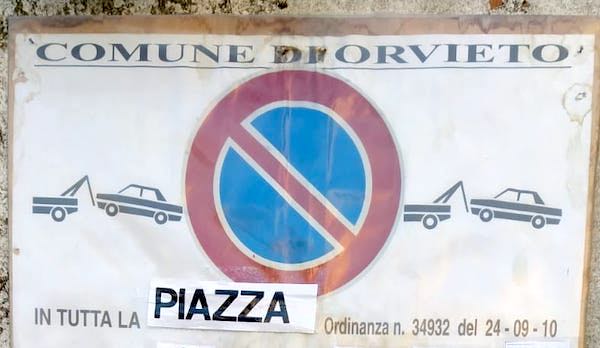 COMUNE DI ORVIETO
IN TUTTA LA PIAZZA Ordinanza n. 34932 del 24 - 09 - 10